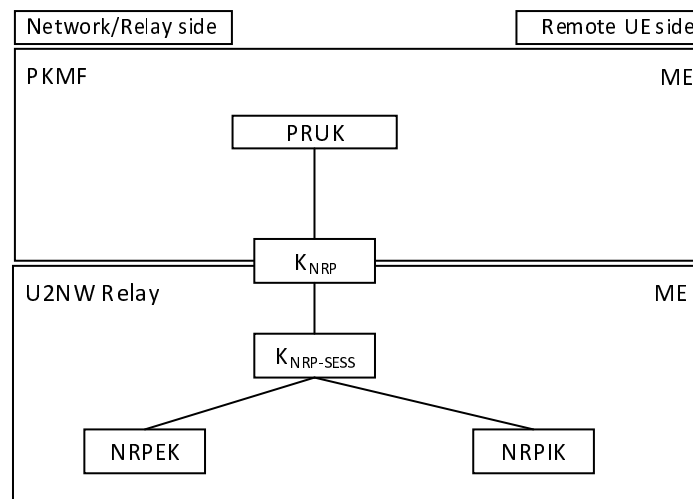 Network/Relay side
Remote UE side
PKMF
ME
PRUK
KNRP
U2NW Relay
ME
KNRP-SESS
NRPEK
NRPIK